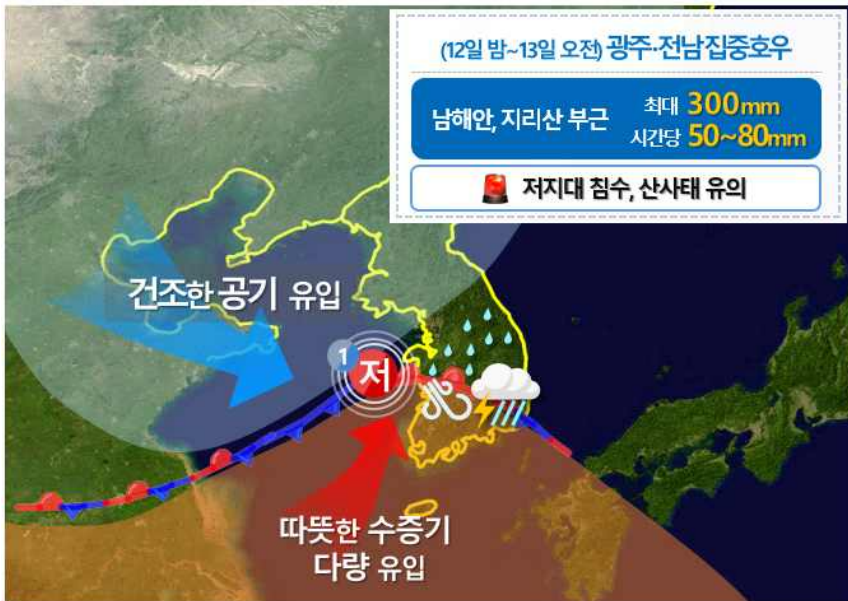 (12일 밤~13일 오전) 광주·전남 집중호우
남해안, 지리산 부근
최대 300mm
시간당 50~80mm
저지대 침수, 산사태 유의
건조한 공기 유입
1
저
따뜻한 수증기
다량 유입